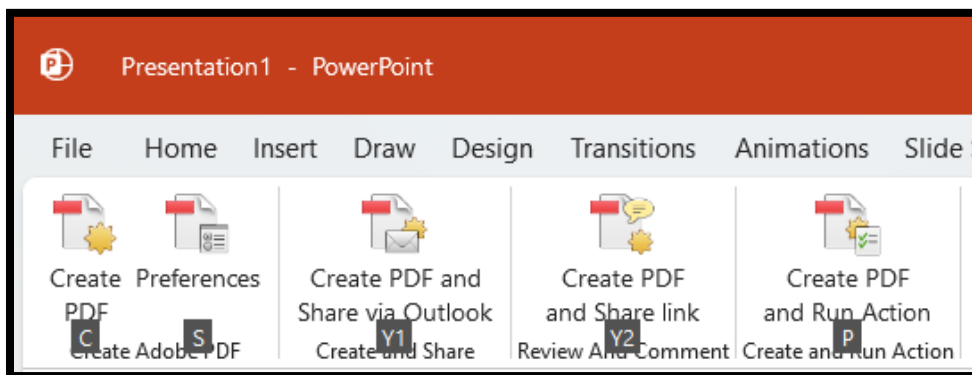 Presentation1 - PowerPoint
File Home Insert Draw Design Transitions Animations Slide
Create PDF
Preferences
Create PDF and
Share via Outlook
Create PDF
and Share link
Create PDF
and Run Action
C S Y1 Y2 P
Create Adobe PDF Create and Share Review And Comment Create and Run Action